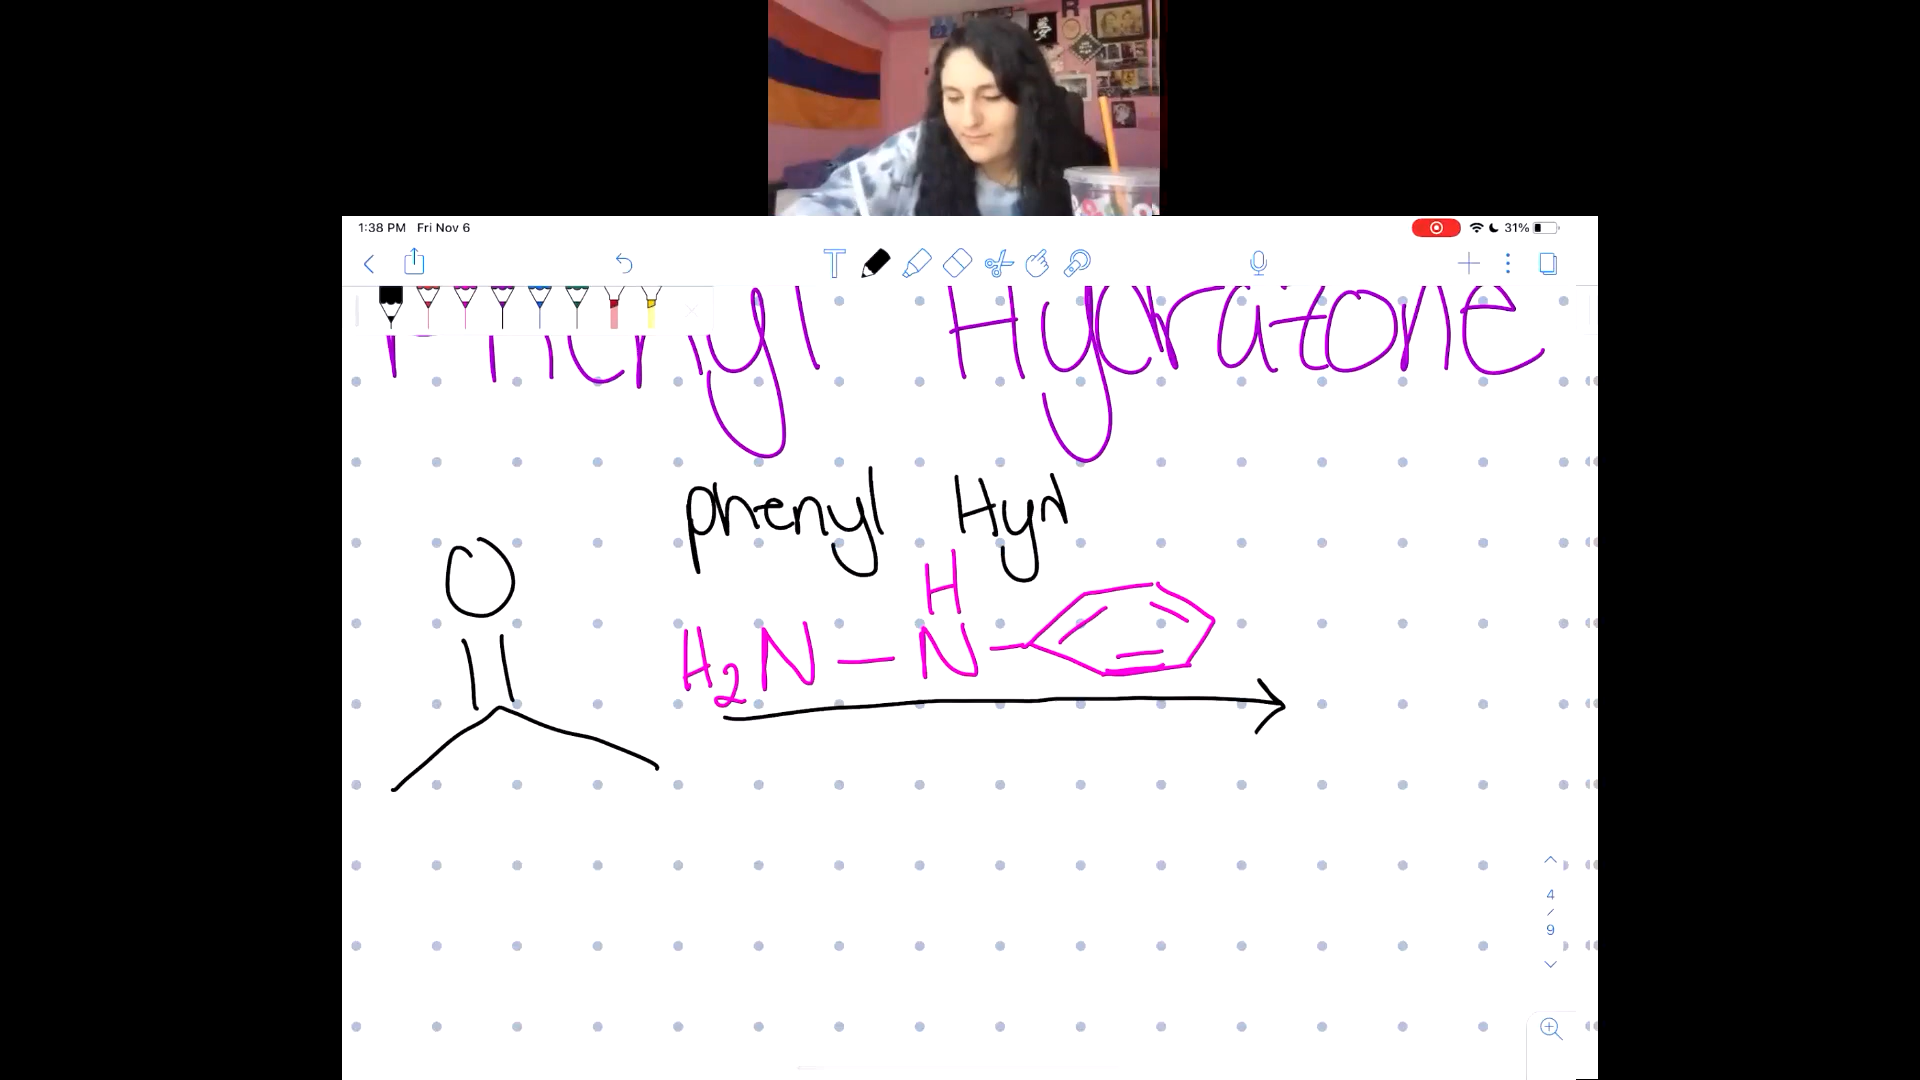 1:38 PM Fri Nov 6
31%
T
Phenyl Hydrazone
phenyl Hyd
O
H
H2N-N
4
/
9